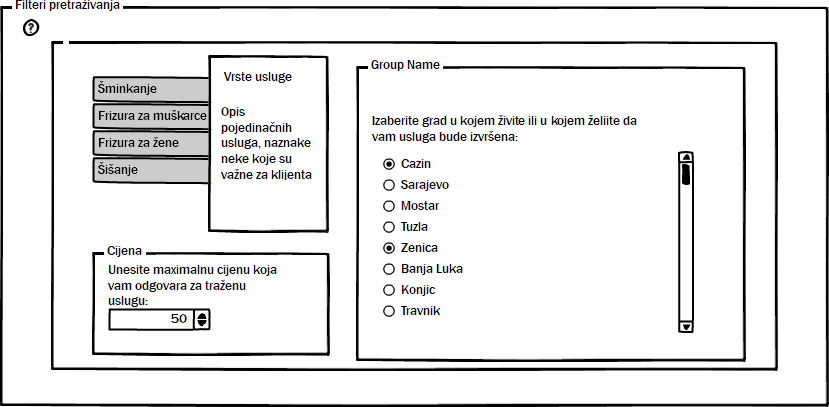 Filteri pretraživanja
?
Šminkanje
Frizura za muškarce
Frizura za žene
Šišanje
Vrste usluge
Opis
pojedinačnih
usluga, naznake
neke koje su
važne za klijenta
Cijena
Unesite maximalnu cijenu koja
vam odgovara za traženu
uslugu:
50
Group Name
Izaberite grad u kojem živite ili u kojem želiite da
vam usluga bude izvršena:
Cazin
Sarajevo
Mostar
Tuzla
Zenica
Banja Luka
Konjic
Travnik